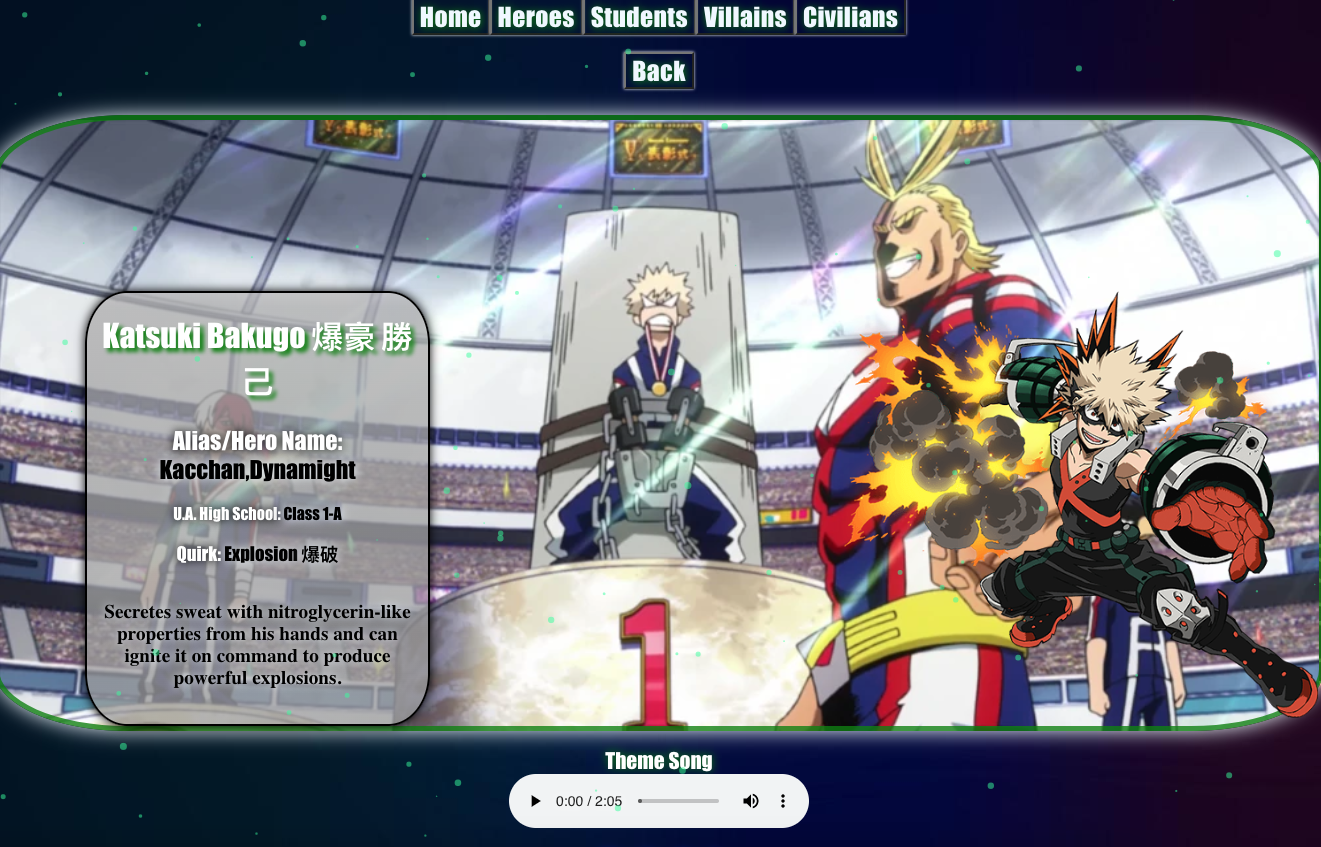 Home Heroes Students Villains Civilians
Back
Katsuki Bakugo 爆豪 勝
己
Alias/Hero Name:
Kacchan,Dynamight
U.A. High School: Class 1-A
Quirk: Explosion 爆破
Secretes sweat with nitroglycerin-like
properties from his hands and can
ignite it on command to produce
powerful explosions.
1
Theme Song
0:00 / 2:05